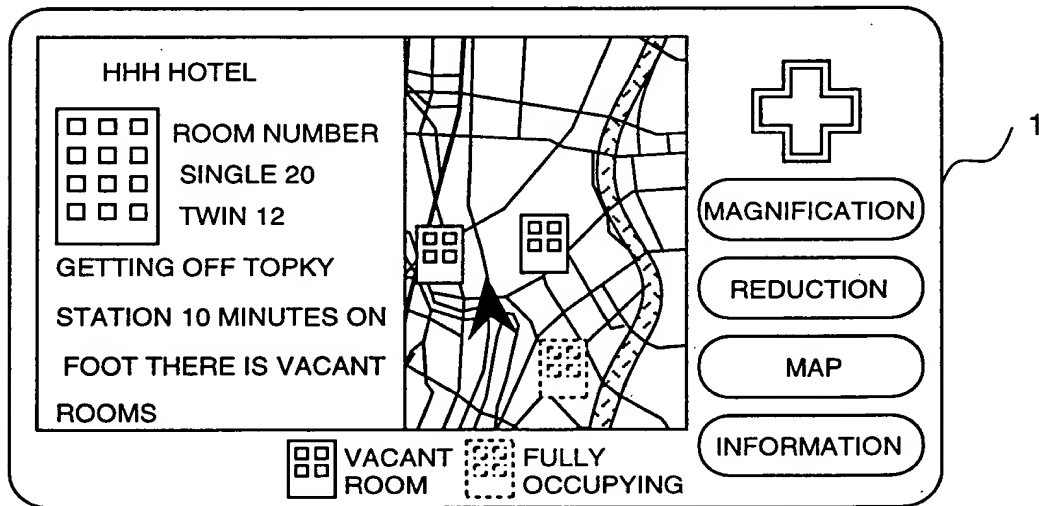 HHH HOTEL
ROOM NUMBER
SINGLE 20
TWIN 12
GETTING OFF TOPKY
STATION 10 MINUTES ON
FOOT THERE IS VACANT
ROOMS
MAGNIFICATION
REDUCTION
MAP
INFORMATION
VACANT
ROOM
FULLY
OCCUPYING
1